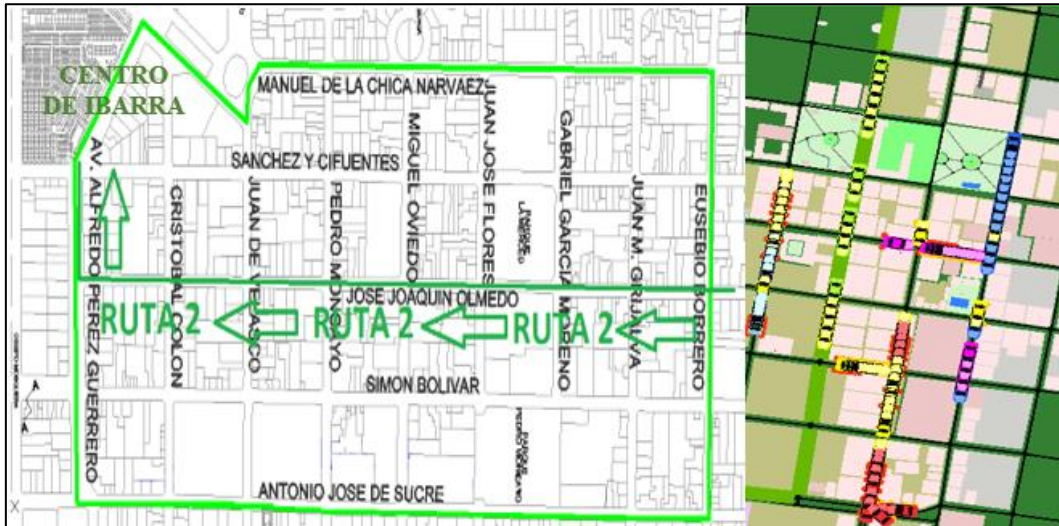 CENTRO
DE IBARRA
MANUEL DE LA CHICA NARVAEZ
SANCHEZ Y CIFUENTES
AV. ALFREDO PEREZ GUERRERO
CRISTOBAL COLON
JUAN DE VELASCO
PEDRO MONCAYO
MIGUEL OVIEDO
JUAN JOSE FLORES
GABRIEL GARCIA MORENO
JUAN M. GRIJALVA
EUSEBIO BORRERO
JOSE JOAQUIN OLMEDO
RUTA 2
RUTA 2
RUTA 2
SIMON BOLIVAR
ANTONIO JOSE DE SUCRE
A
A
X